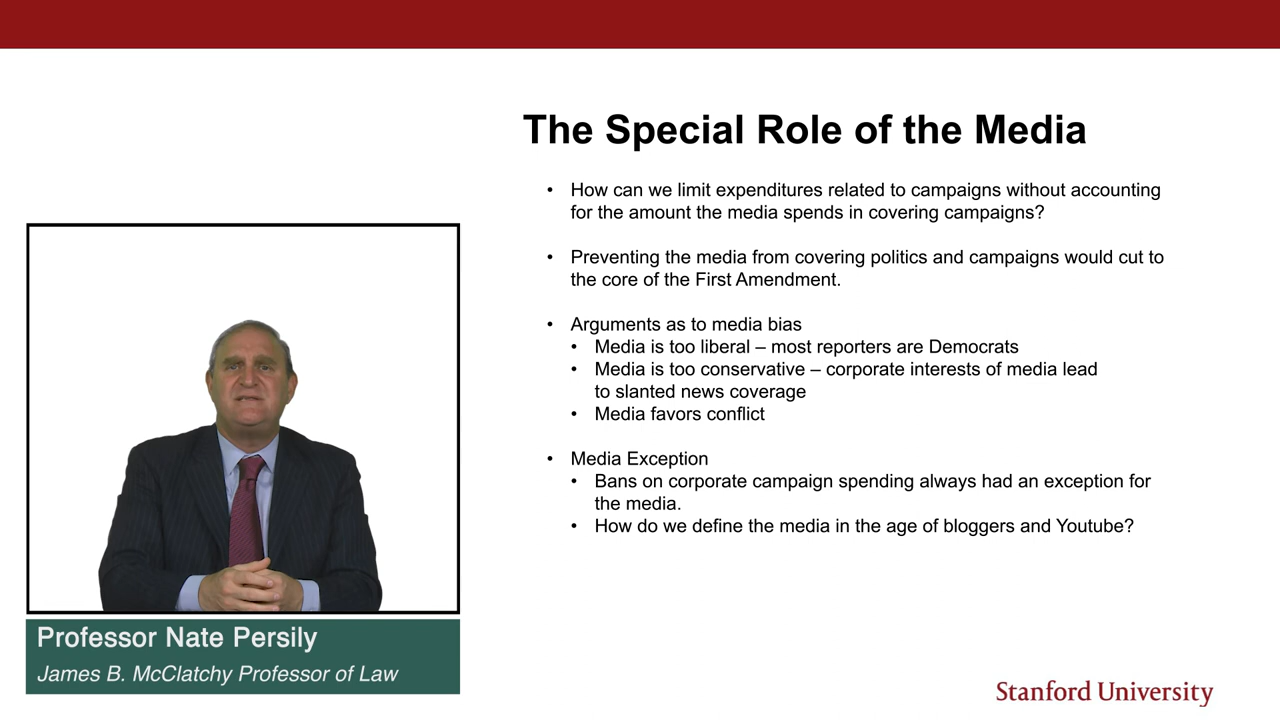 The Special Role of the Media
• How can we limit expenditures related to campaigns without accounting
for the amount the media spends in covering campaigns?
• Preventing the media from covering politics and campaigns would cut to
the core of the First Amendment.
• Arguments as to media bias
• Media is too liberal – most reporters are Democrats
• Media is too conservative – corporate interests of media lead
to slanted news coverage
• Media favors conflict
• Media Exception
• Bans on corporate campaign spending always had an exception for
the media.
• How do we define the media in the age of bloggers and Youtube?
Professor Nate Persily
James B. McClatchy Professor of Law
Stanford University